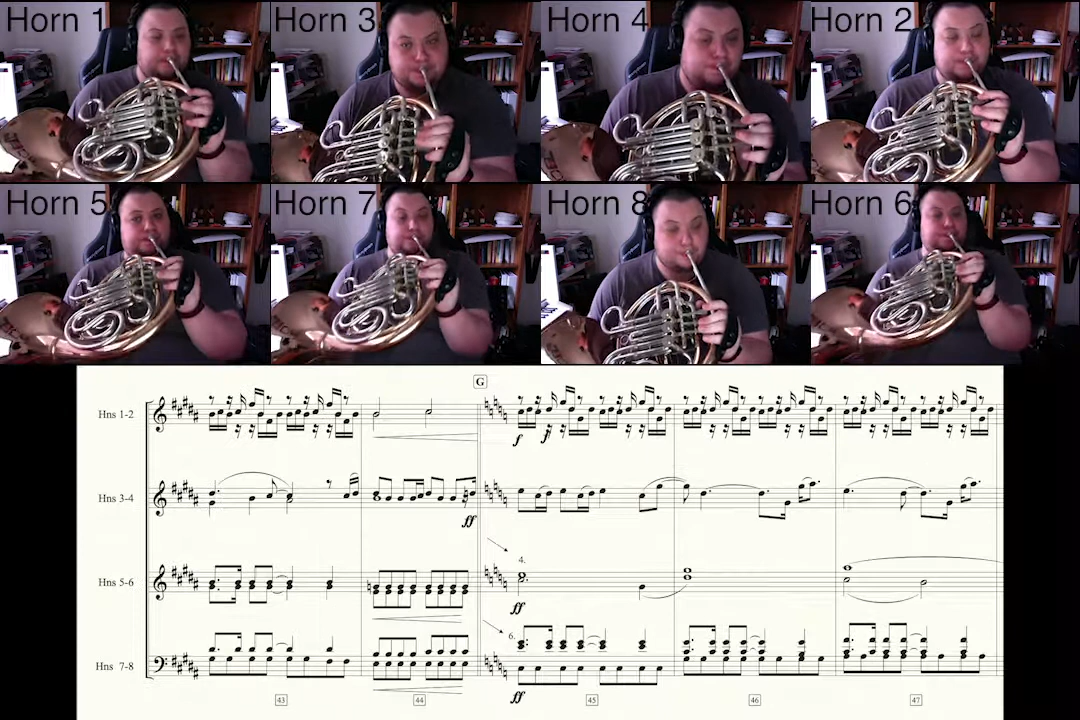 Horn 1
Horn 3
Horn 4
Horn 2
Horn 5
Horn 7
Horn 8
Horn 6
G
Hns 1-2
f f
Hns 3-4
ff
4.
Hns 5-6
ff
6.
Hns 7-8
ff
43 44 45 46 47